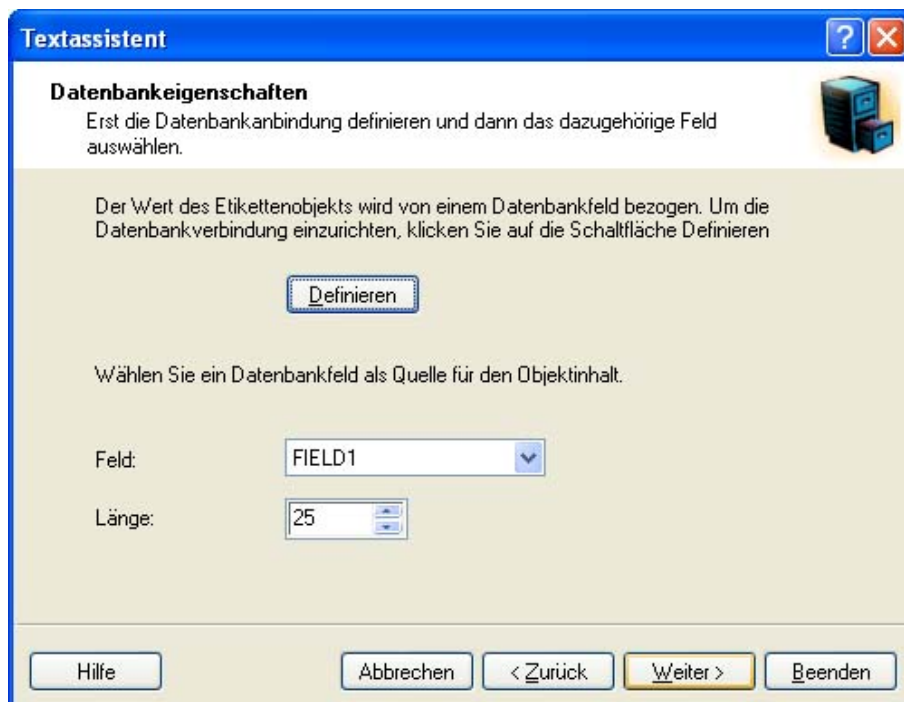 Textassistent
?
Datenbankeigenschaften
Erst die Datenbankanbindung definieren und dann das dazugehörige Feld
auswählen.
Der Wert des Etikettenobjekts wird von einem Datenbankfeld bezogen. Um die
Datenbankverbindung einzurichten, klicken Sie auf die Schaltfläche Definieren
Definieren
Wählen Sie ein Datenbankfeld als Quelle für den Objektinhalt.
Feld: FIELD1
Länge: 25
Hilfe Abbrechen < Zurück Weiter > Beenden